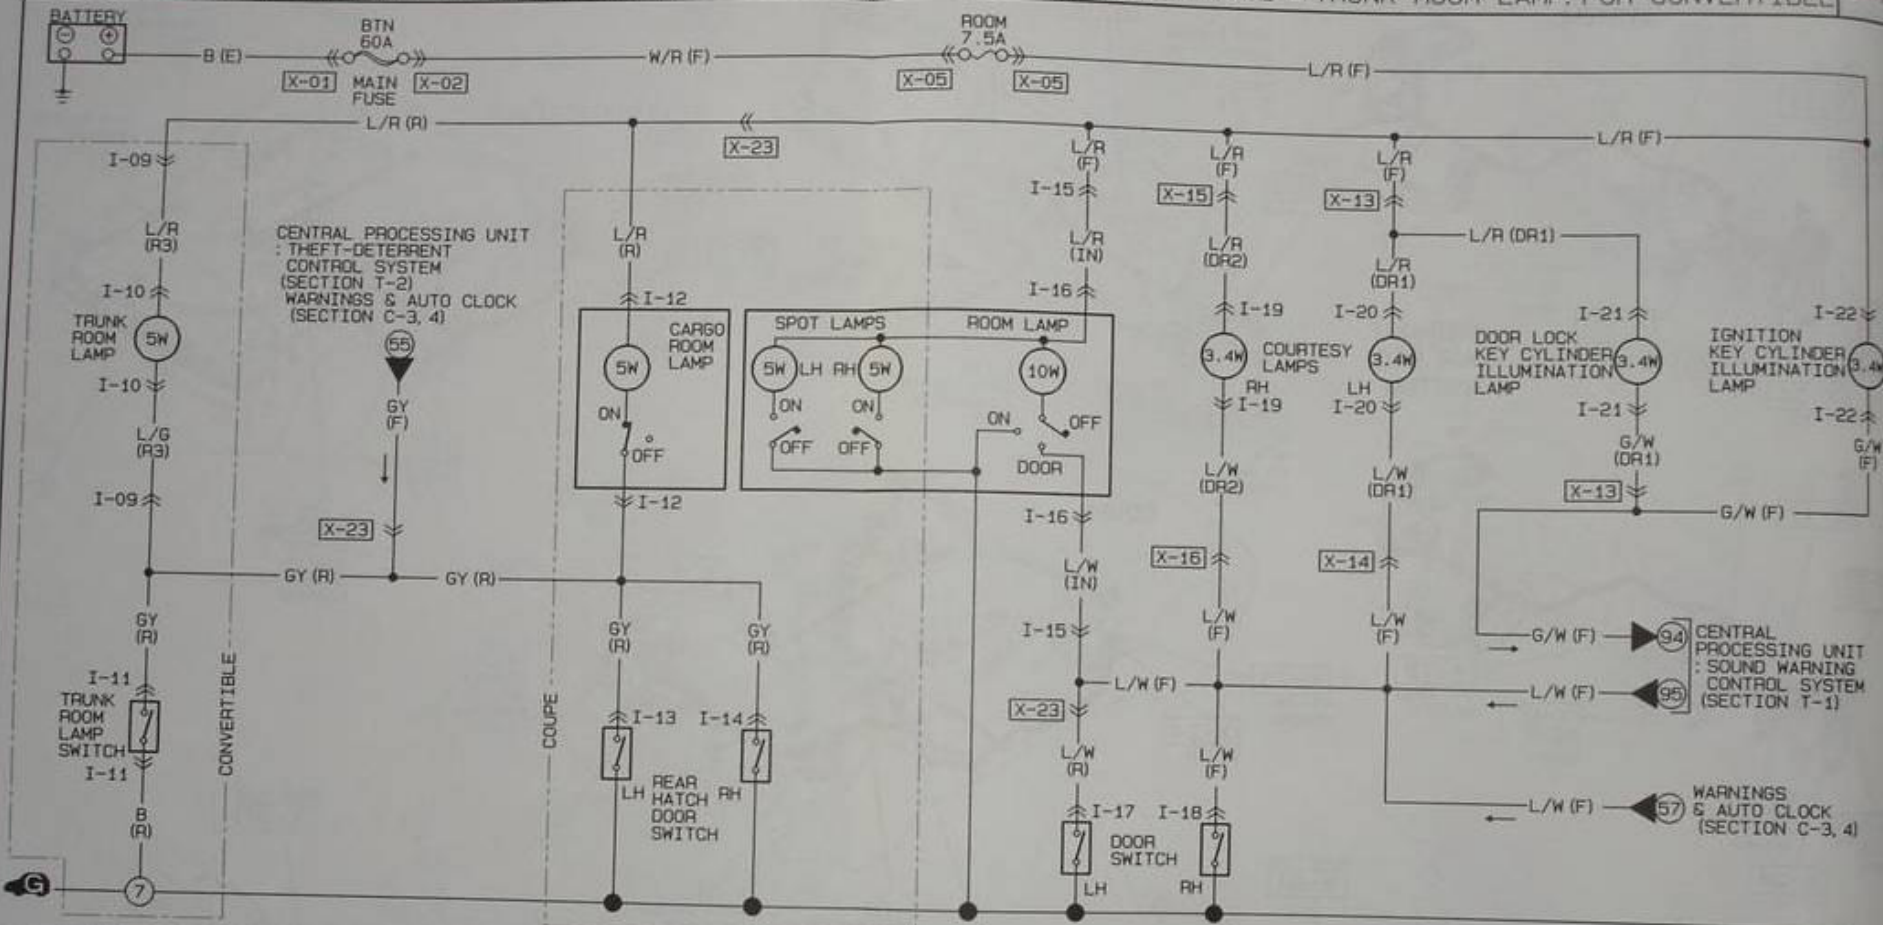 TRUNK ROOM LAMP: FOR CONVERTIBLE
BATTERY
BTN
60A
ROOM
7.5A
B (E)
W/R (F)
L/R (F)
X-01
MAIN
FUSE
X-02
X-05
X-05
L/R (R)
X-23
L/R (F)
I-09
L/R
(R3)
I-10
TRUNK
ROOM
LAMP
5W
I-10
L/G
(R3)
I-09
CENTRAL PROCESSING UNIT
: THEFT-DETERRENT
CONTROL SYSTEM
(SECTION T-2)
WARNINGS & AUTO CLOCK
(SECTION C-3, 4)
55
GY
(F)
X-23
GY (R)
GY (R)
GY
(R)
I-11
TRUNK
ROOM
LAMP
SWITCH
I-11
B
(R)
CONVERTIBLE
G
7
L/R
(R)
I-12
CARGO
ROOM
LAMP
5W
ON
OFF
I-12
COUPE
GY
(R)
GY
(R)
I-13
I-14
LH
REAR
HATCH
DOOR
SWITCH
RH
L/R
(F)
I-15
L/R
(IN)
I-16
SPOT LAMPS
ROOM LAMP
5W
LH
RH
5W
10W
ON
OFF
ON
OFF
ON
OFF
DOOR
I-16
L/W
(IN)
I-15
L/W (F)
X-23
L/W
(R)
I-17
I-18
DOOR
SWITCH
LH
RH
L/R
(F)
X-15
L/R
(DR2)
I-19
3.4W
COURTESY
LAMPS
RH
I-19
L/W
(DR2)
X-16
L/W
(F)
L/W
(F)
L/R
(F)
X-13
L/R (DR1)
L/R
(DR1)
I-20
3.4W
LH
I-20
L/W
(DR1)
X-14
L/W
(F)
I-21
DOOR LOCK
KEY CYLINDER
ILLUMINATION
LAMP
3.4W
I-21
G/W
(DR1)
X-13
G/W (F)
I-22
IGNITION
KEY CYLINDER
ILLUMINATION
LAMP
3.4W
I-22
G/W
(F)
G/W (F)
94
L/W (F)
95
CENTRAL
PROCESSING UNIT
: SOUND WARNING
CONTROL SYSTEM
(SECTION T-1)
L/W (F)
57
WARNINGS
& AUTO CLOCK
(SECTION C-3, 4)